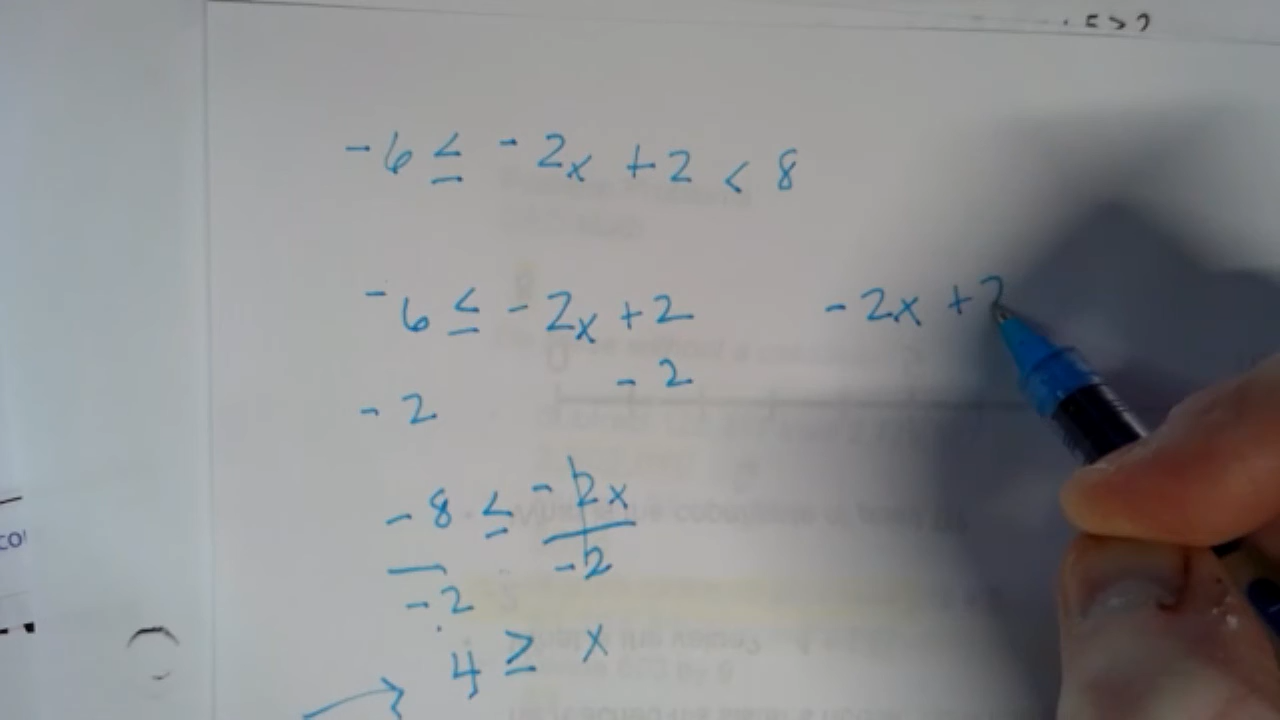 -6 ≤ -2x +2 < 8
-6 ≤ -2x +2
-2 -2
-8 ≤ -2x
-2 -2
4 ≥ x
-2x +2